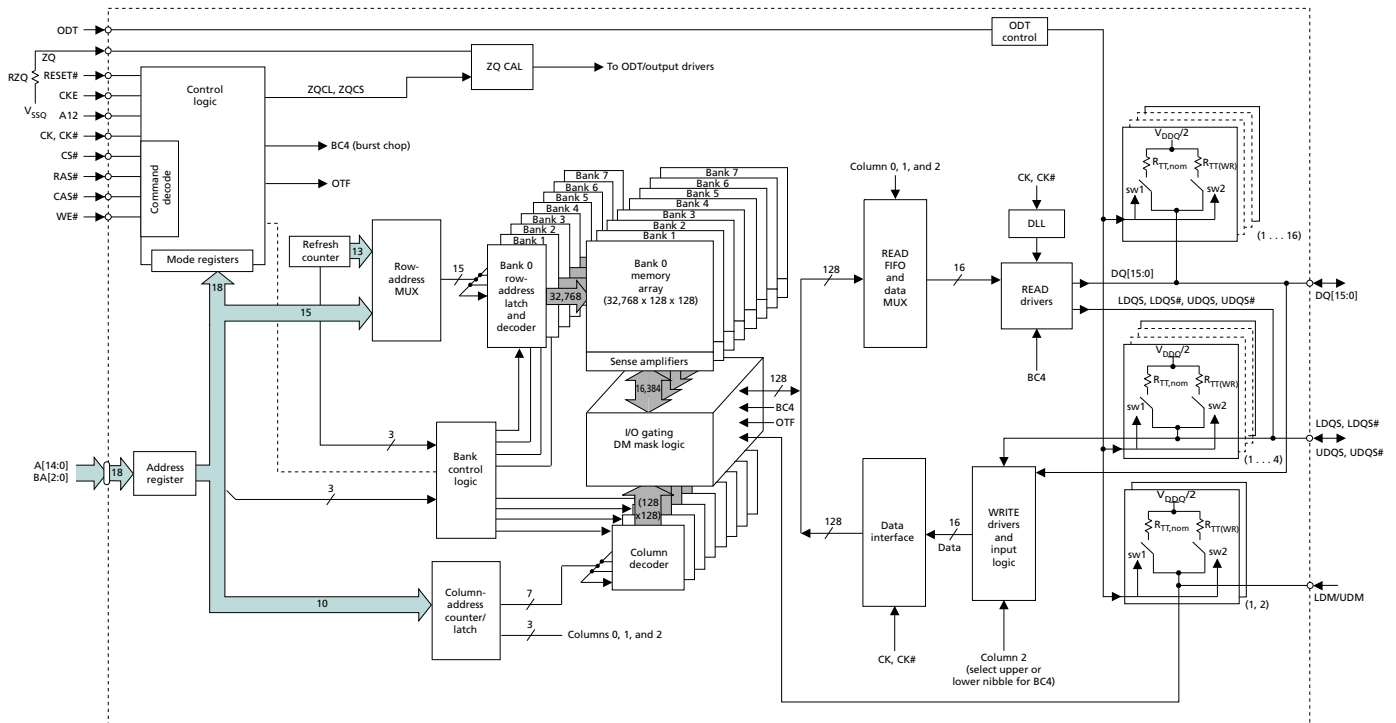 ODT
ODT
control
ZQ
RZQ
RESET#
CKE
VSSQ
A12
CK, CK#
CS#
RAS#
CAS#
WE#
Control
logic
Command
decode
Mode registers
ZQCL, ZQCS
ZQ CAL
To ODT/output drivers
BC4 (burst chop)
OTF
Refresh
counter
13
Row-
address
MUX
15
15
18
Bank 7
Bank 6
Bank 5
Bank 4
Bank 3
Bank 2
Bank 1
Bank 0
row-
address
latch
and
decoder
32,768
Bank 7
Bank 6
Bank 5
Bank 4
Bank 3
Bank 2
Bank 1
Bank 0
memory
array
(32,768 x 128 x 128)
Sense amplifiers
16,384
I/O gating
DM mask logic
128
BC4
OTF
(128
x128)
Column
decoder
3
3
Bank
control
logic
A[14:0]
BA[2:0]
18
Address
register
10
Column-
address
counter/
latch
7
3
Columns 0, 1, and 2
Column 0, 1, and 2
128
READ
FIFO
and
data
MUX
16
CK, CK#
DLL
READ
drivers
BC4
DQ[15:0]
LDQS, LDQS#, UDQS, UDQS#
128
Data
interface
CK, CK#
16
Data
WRITE
drivers
and
input
logic
Column 2
(select upper or
lower nibble for BC4)
VDDQ/2
RTT,nom
RTT(WR)
sw1
sw2
(1 . . . 16)
DQ[15:0]
VDDQ/2
RTT,nom
RTT(WR)
sw1
sw2
(1 . . . 4)
LDQS, LDQS#
UDQS, UDQS#
VDDQ/2
RTT,nom
RTT(WR)
sw1
sw2
(1, 2)
LDM/UDM